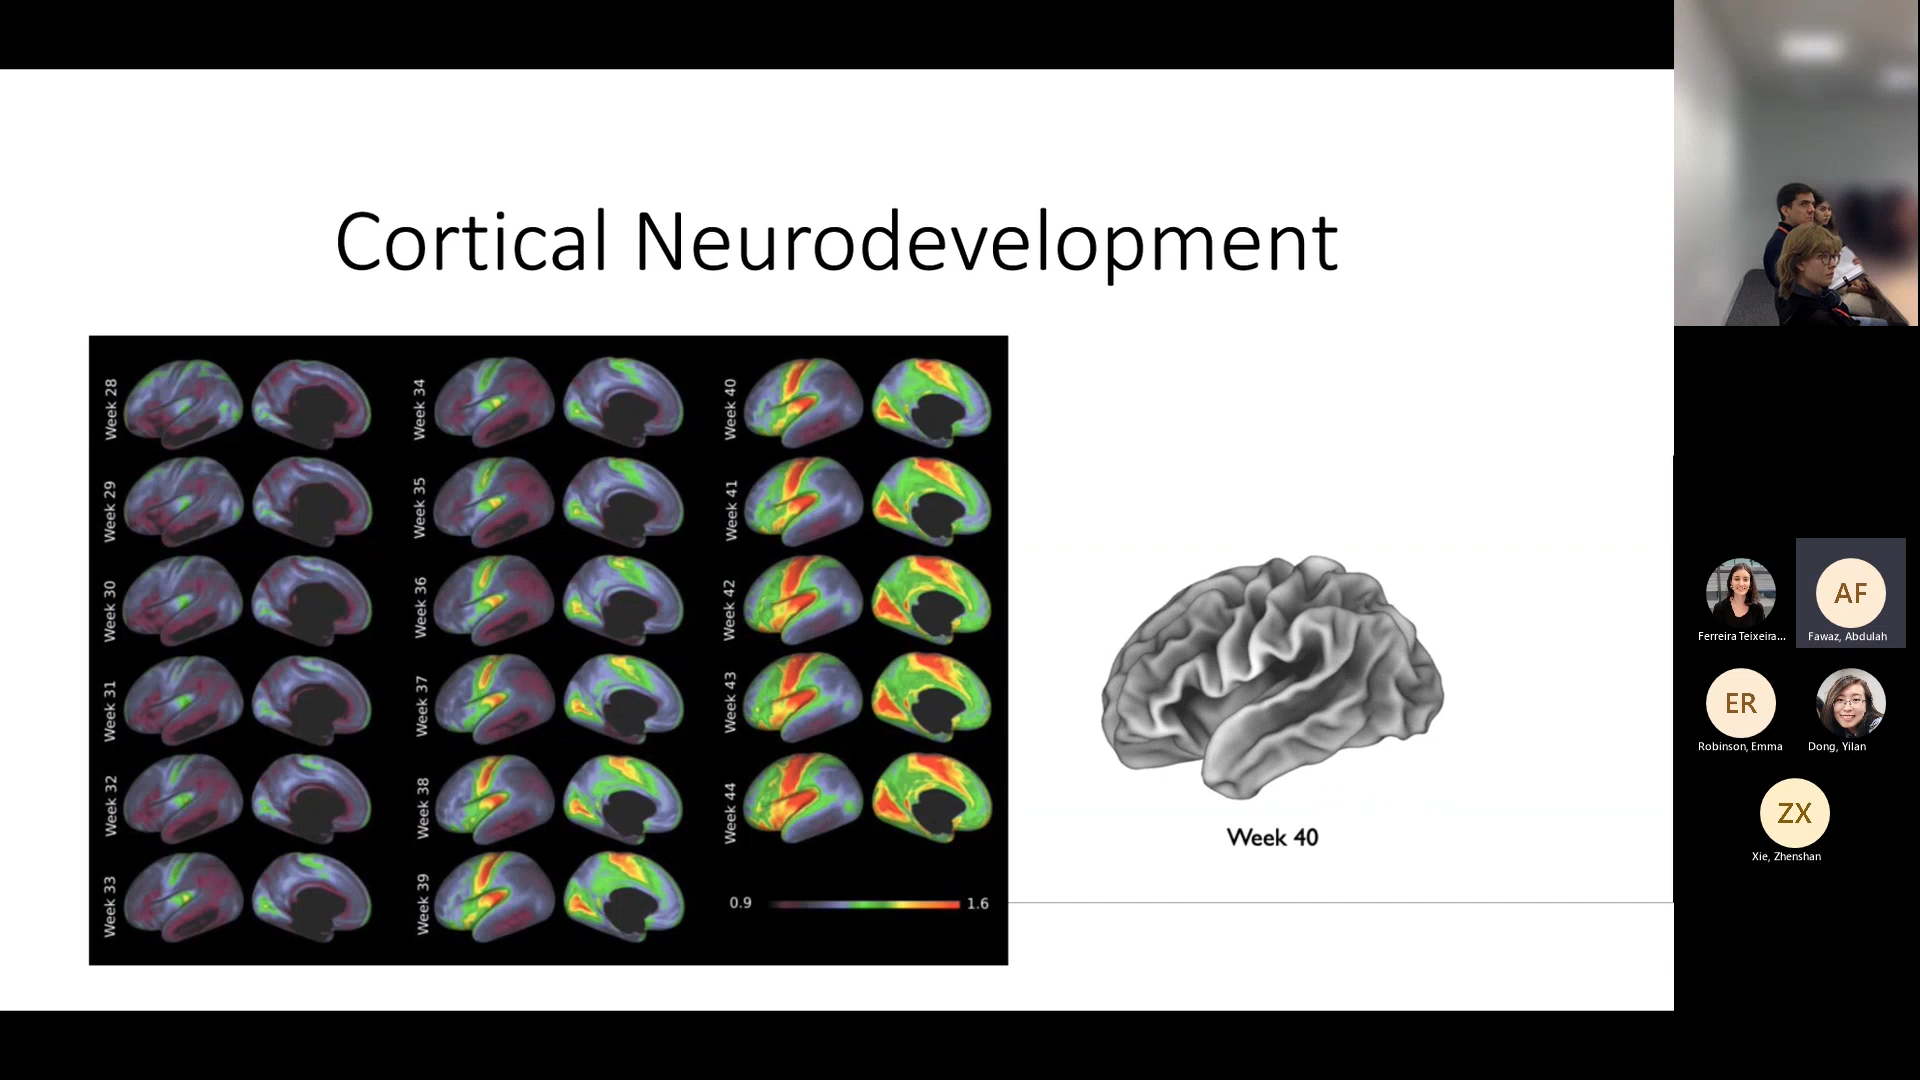 Cortical Neurodevelopment
Week 28
Week 29
Week 30
Week 31
Week 32
Week 33
Week 34
Week 35
Week 36
Week 37
Week 38
Week 39
Week 40
Week 41
Week 42
Week 43
Week 44
0.9
1.6
Week 40
Ferreira Teixeira...
AF
Fawaz, Abdulah
ER
Robinson, Emma
Dong, Yilan
ZX
Xie, Zhenshan